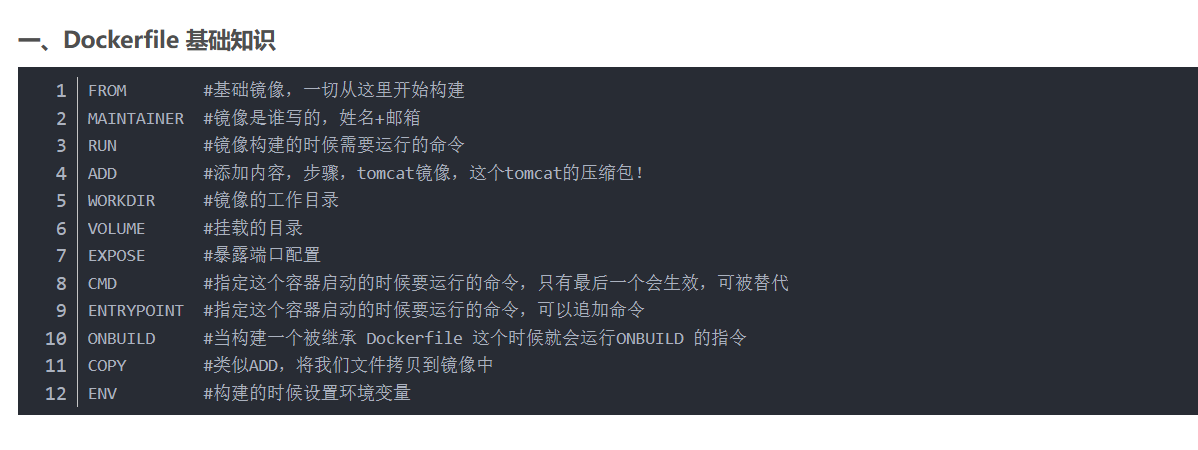 一、Dockerfile 基础知识
1 FROM #基础镜像，一切从这里开始构建
2 MAINTAINER #镜像是谁写的，姓名+邮箱
3 RUN #镜像构建的时候需要运行的命令
4 ADD #添加内容，步骤，tomcat镜像，这个tomcat的压缩包！
5 WORKDIR #镜像的工作目录
6 VOLUME #挂载的目录
7 EXPOSE #暴露端口配置
8 CMD #指定这个容器启动的时候要运行的命令，只有最后一个会生效，可被替代
9 ENTRYPOINT #指定这个容器启动的时候要运行的命令，可以追加命令
10 ONBUILD #当构建一个被继承 Dockerfile 这个时候就会运行ONBUILD 的指令
11 COPY #类似ADD，将我们文件拷贝到镜像中
12 ENV #构建的时候设置环境变量